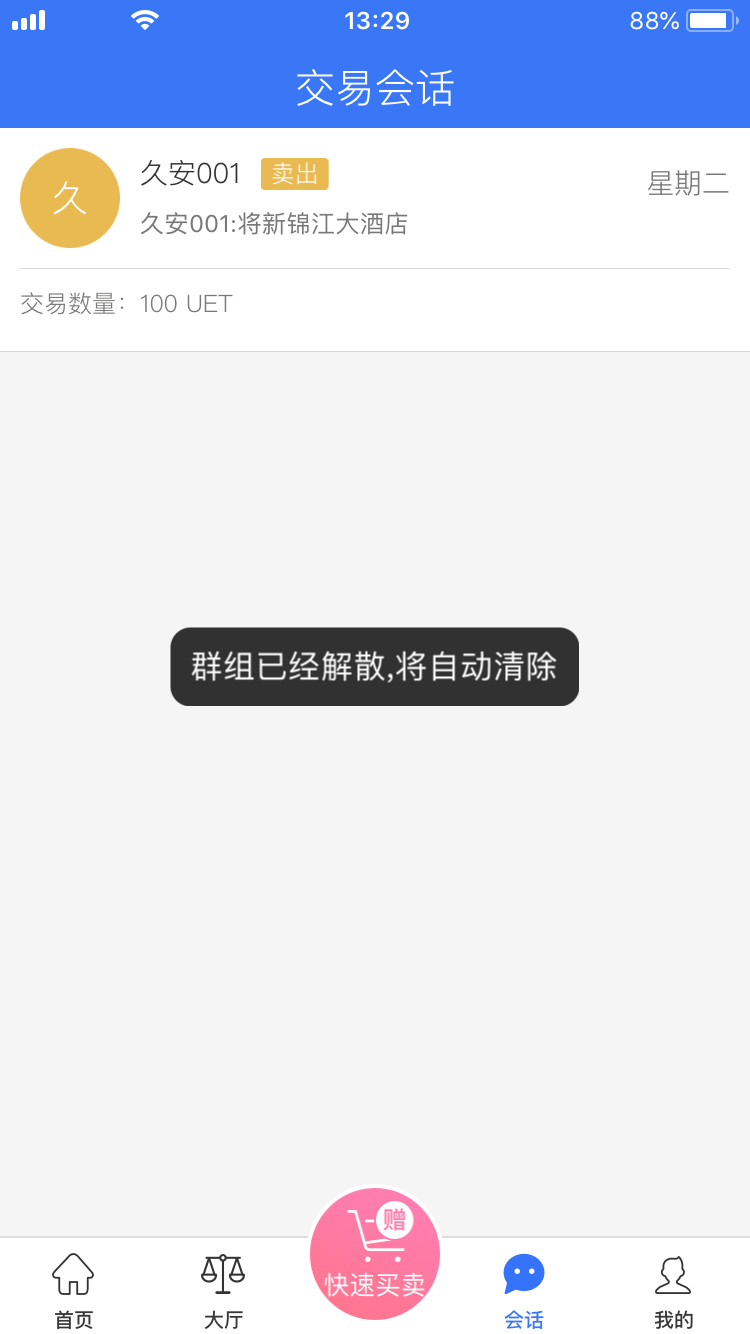 13:29
88%
交易会话
久
久安001 卖出
星期二
久安001:将新锦江大酒店
交易数量：100 UET
群组已经解散,将自动清除
赠
快速买卖
首页
大厅
会话
我的